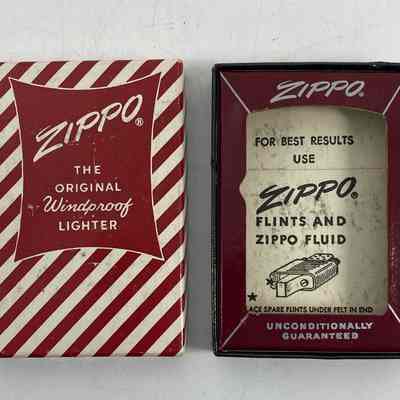 ZIPPO®
THE
ORIGINAL
Windproof
LIGHTER
ZIPPO®
FOR BEST RESULTS
USE
ZIPPO®
FLINTS AND
ZIPPO FLUID
SPARE FLINTS UNDER FELT IN END
UNCONDITIONALLY
GUARANTEED